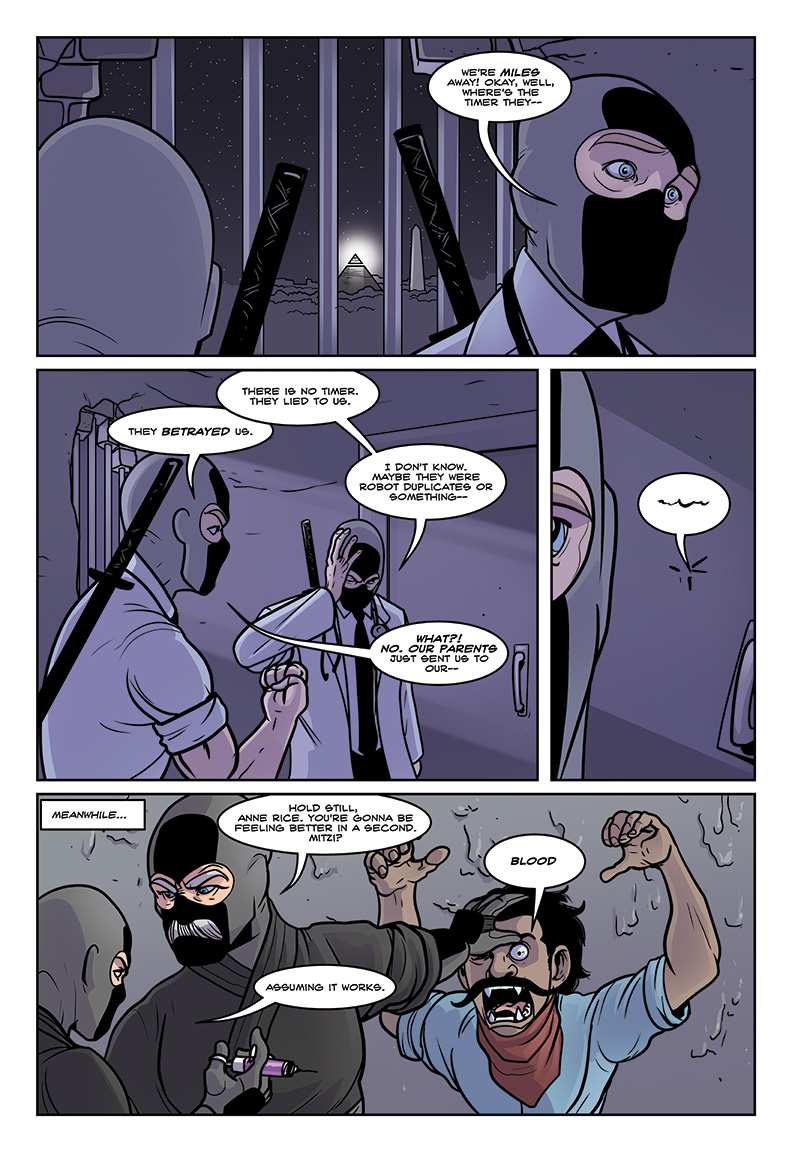 WE'RE MILES
AWAY! OKAY, WELL,
WHERE'S THE
TIMER THEY--
THERE IS NO TIMER.
THEY LIED TO US.
THEY BETRAYED US.
I DON'T KNOW.
MAYBE THEY WERE
ROBOT DUPLICATES OR
SOMETHING--
WHAT?!
NO. OUR PARENTS
JUST SENT US TO
OUR--
MEANWHILE...
HOLD STILL,
ANNE RICE. YOU'RE GONNA BE
FEELING BETTER IN A SECOND.
MITZI?
BLOOD
ASSUMING IT WORKS.